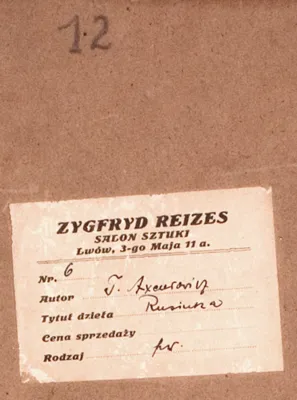 12
ZYGFRYD REIZES
SALON SZTUKI
Lwów, 3-go Maja 11 a.
Nr. 6
Autor T. Axentowicz
Tytuł dzieła Rusinka
Cena sprzedaży
Rodzaj